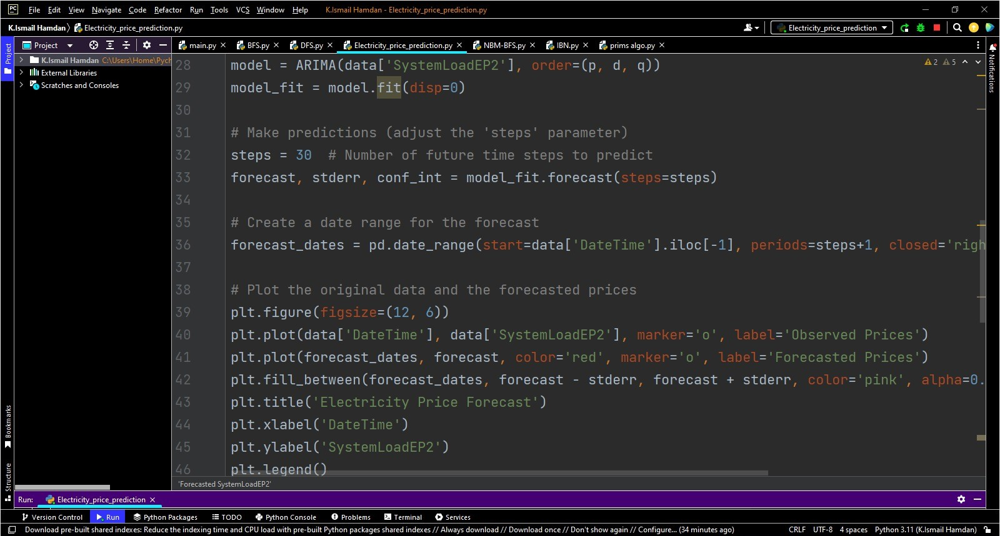 PC File Edit View Navigate Code Refactor Run Tools VCS Window Help K.Ismail Hamdan - Electricity_price_prediction.py
K.Ismail Hamdan Electricity_price_prediction.py Electricity_price_prediction
Project
Project
main.py BFS.py DFS.py Electricity_price_prediction.py NBM-BFS.py IBN.py prims algo.py
K.Ismail Hamdan C:\Users\Home\Pych
External Libraries
Scratches and Consoles
2 5
Notifications
28 model = ARIMA(data['SystemLoadEP2'], order=(p, d, q))
29 model_fit = model.fit(disp=0)
30
31 # Make predictions (adjust the 'steps' parameter)
32 steps = 30 # Number of future time steps to predict
33 forecast, stderr, conf_int = model_fit.forecast(steps=steps)
34
35 # Create a date range for the forecast
36 forecast_dates = pd.date_range(start=data['DateTime'].iloc[-1], periods=steps+1, closed='righ
37
38 # Plot the original data and the forecasted prices
39 plt.figure(figsize=(12, 6))
40 plt.plot(data['DateTime'], data['SystemLoadEP2'], marker='o', label='Observed Prices')
41 plt.plot(forecast_dates, forecast, color='red', marker='o', label='Forecasted Prices')
42 plt.fill_between(forecast_dates, forecast - stderr, forecast + stderr, color='pink', alpha=0.
43 plt.title('Electricity Price Forecast')
44 plt.xlabel('DateTime')
45 plt.ylabel('SystemLoadEP2')
46 plt.legend()
Bookmarks
Structure
'Forecasted SystemLoadEP2'
Run: Electricity_price_prediction
Version Control Run Python Packages TODO Python Console Problems Terminal Services
Download pre-built shared indexes: Reduce the indexing time and CPU load with pre-built Python packages shared indexes // Always download // Download once // Don't show again // Configure... (34 minutes ago) CRLF UTF-8 4 spaces Python 3.11 (K.Ismail Hamdan)